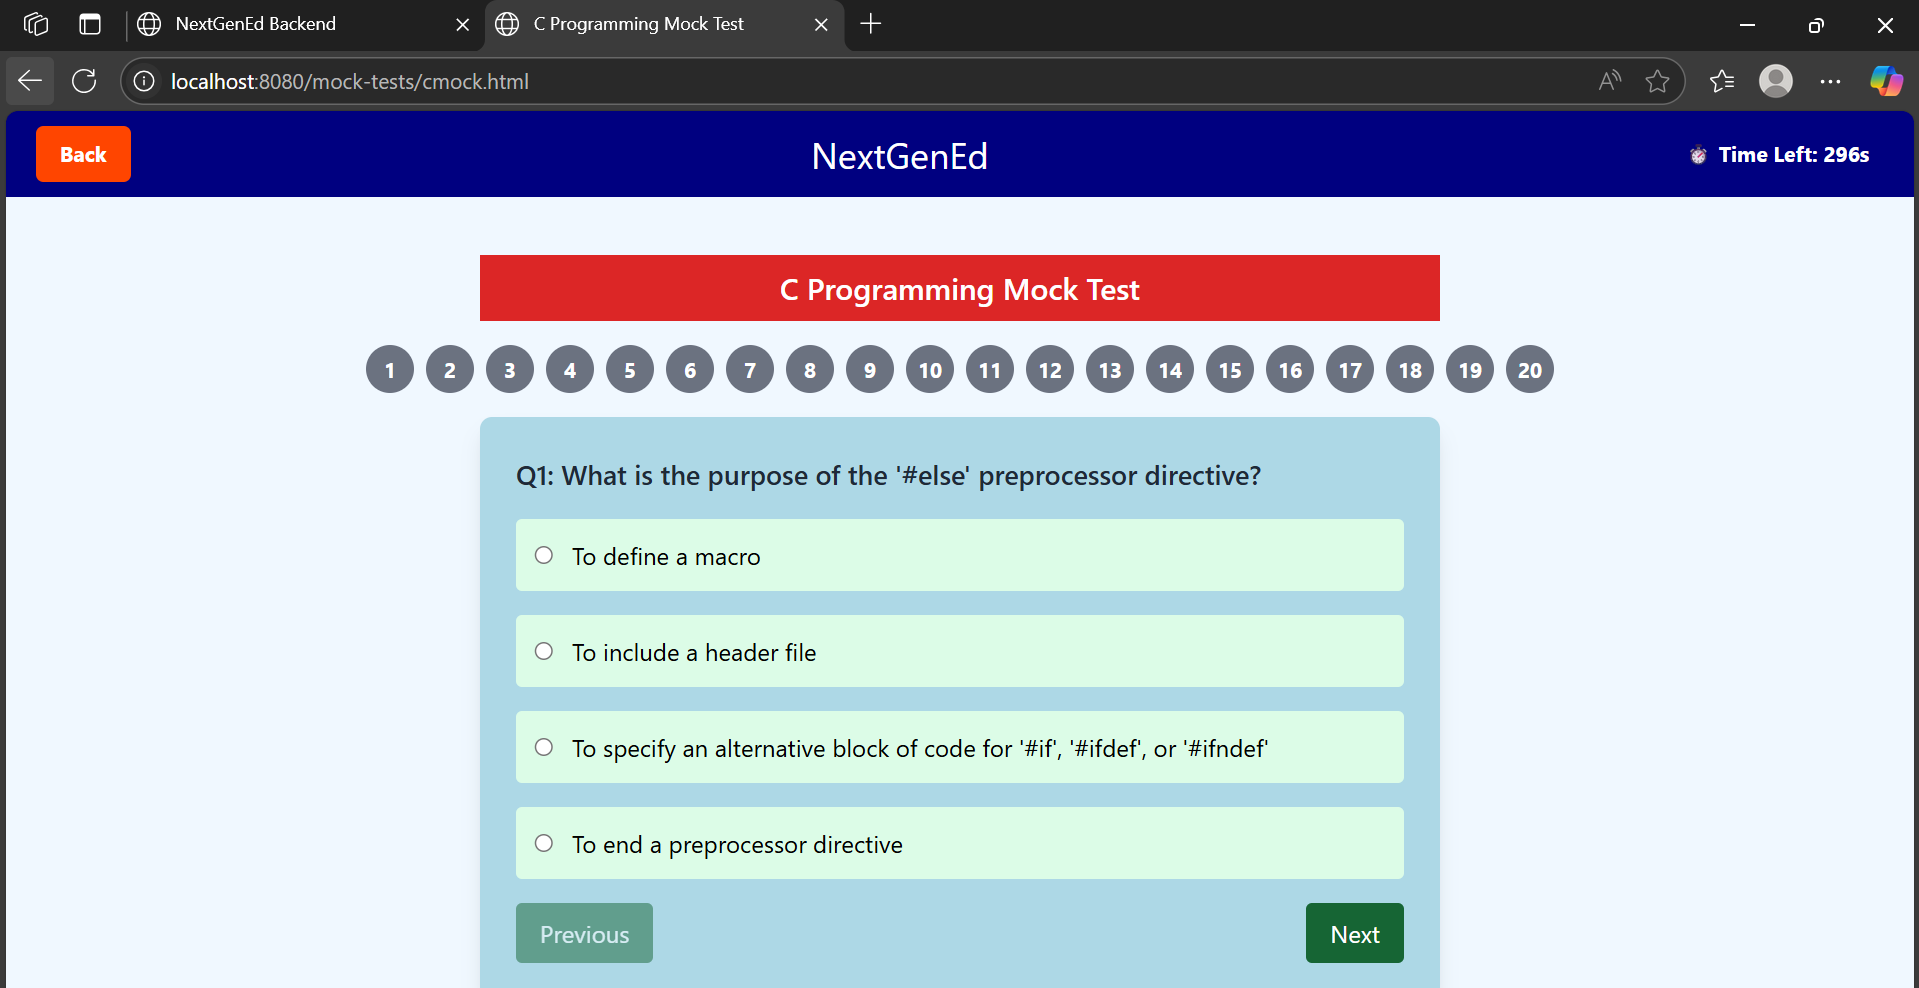 NextGenEd Backend
C Programming Mock Test
localhost:8080/mock-tests/cmock.html
Back
NextGenEd
Time Left: 296s
C Programming Mock Test
1 2 3 4 5 6 7 8 9 10 11 12 13 14 15 16 17 18 19 20
Q1: What is the purpose of the '#else' preprocessor directive?
To define a macro
To include a header file
To specify an alternative block of code for '#if', '#ifdef', or '#ifndef'
To end a preprocessor directive
Previous
Next